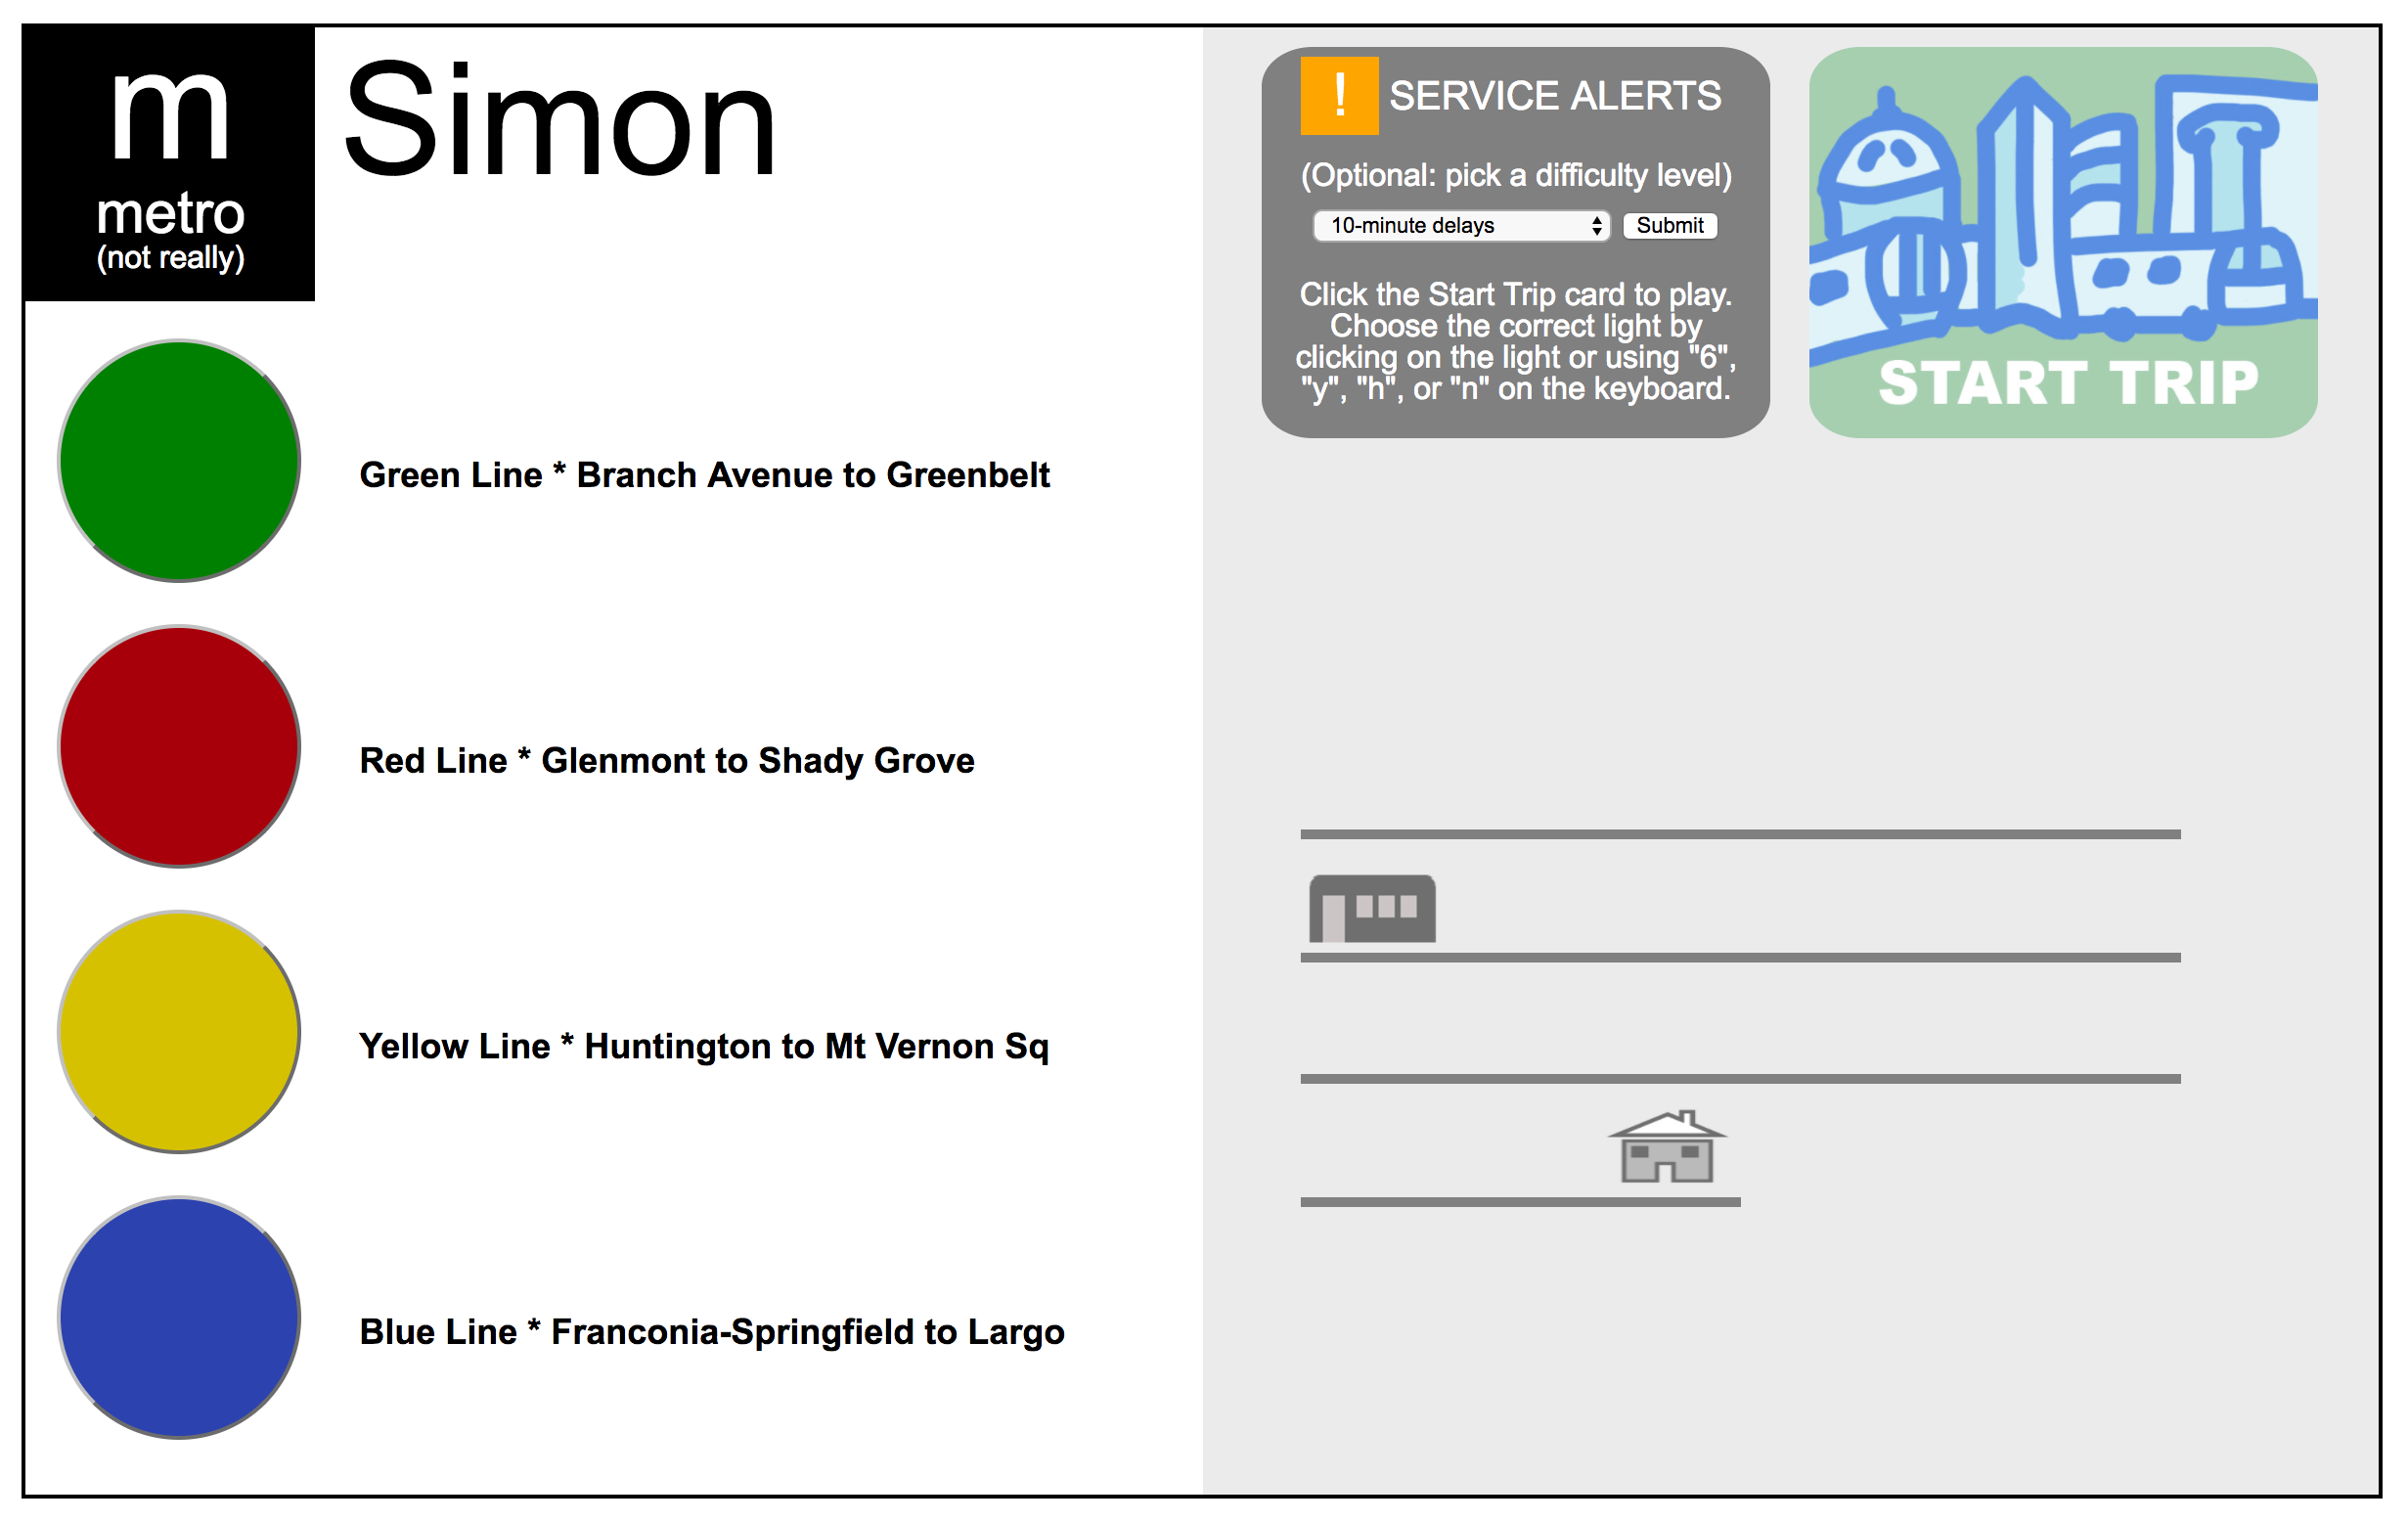 m
metro
(not really)
Simon
! SERVICE ALERTS
(Optional: pick a difficulty level)
10-minute delays Submit
Click the Start Trip card to play.
Choose the correct light by
clicking on the light or using "6",
"y", "h", or "n" on the keyboard.
START TRIP
Green Line * Branch Avenue to Greenbelt
Red Line * Glenmont to Shady Grove
Yellow Line * Huntington to Mt Vernon Sq
Blue Line * Franconia-Springfield to Largo